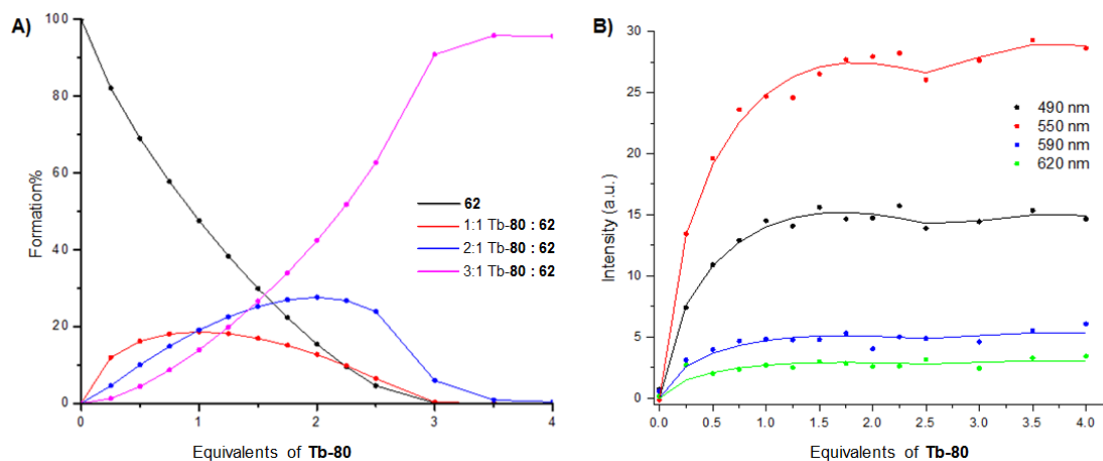 A)
100
80
60
40
20
0
Formation%
0
1
2
3
4
Equivalents of Tb-80
62
1:1 Tb-80 : 62
2:1 Tb-80 : 62
3:1 Tb-80 : 62
B)
30
25
20
15
10
5
0
Intensity (a.u.)
0.0
0.5
1.0
1.5
2.0
2.5
3.0
3.5
4.0
Equivalents of Tb-80
490 nm
550 nm
590 nm
620 nm